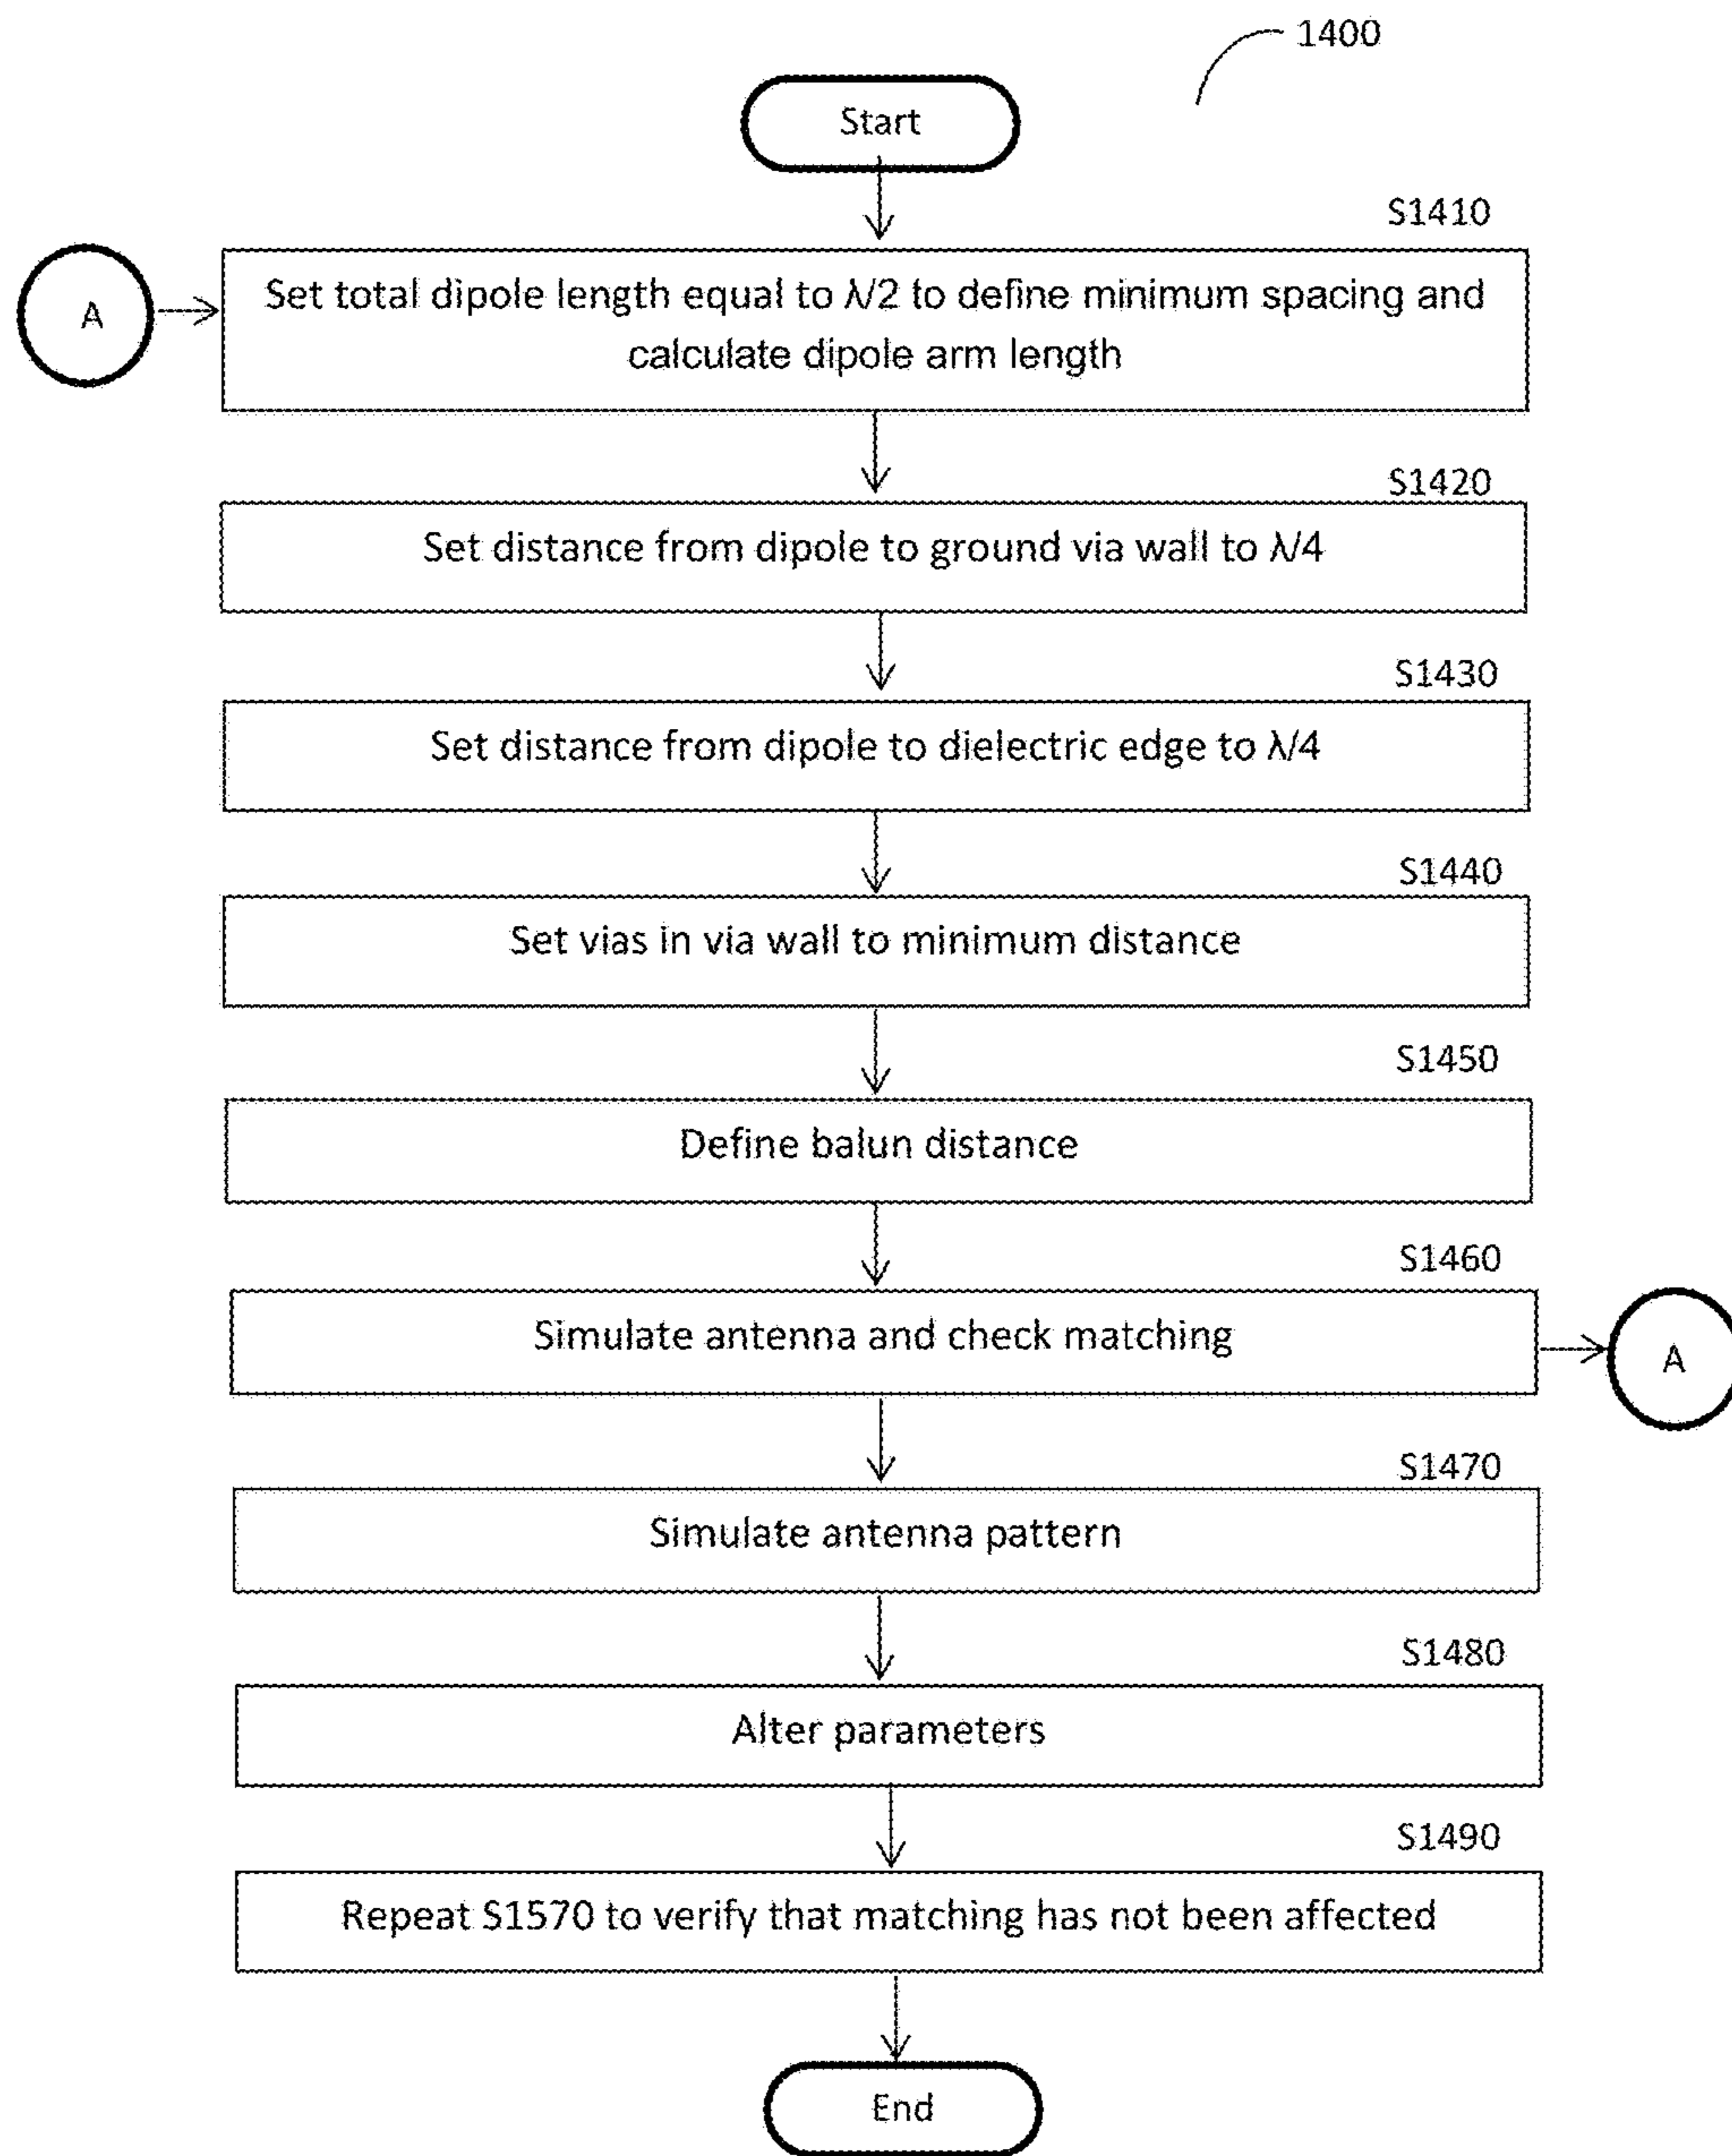 1400
Start
S1410
A
Set total dipole length equal to λ/2 to define minimum spacing and
calculate dipole arm length
S1420
Set distance from dipole to ground via wall to λ/4
S1430
Set distance from dipole to dielectric edge to λ/4
S1440
Set vias in via wall to minimum distance
S1450
Define balun distance
S1460
Simulate antenna and check matching
A
S1470
Simulate antenna pattern
S1480
Alter parameters
S1490
Repeat S1570 to verify that matching has not been affected
End